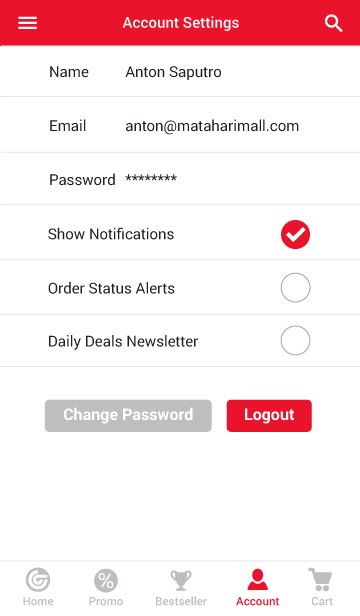 Account Settings
Name Anton Saputro
Email anton@mataharimall.com
Password ********
Show Notifications
Order Status Alerts
Daily Deals Newsletter
Change Password Logout
Home Promo Bestseller Account Cart